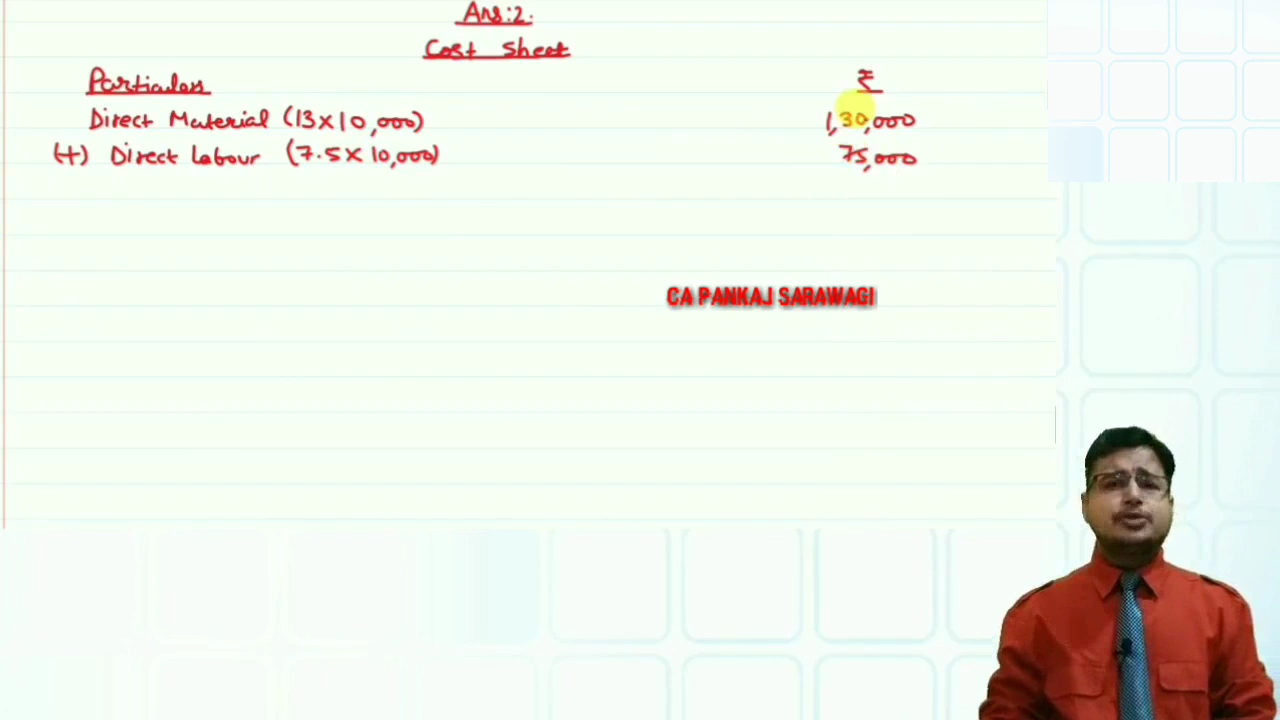 Ans:2.
Cost Sheet
Particulars ₹
Direct Material (13×10,000) 1,30,000
(+) Direct Labour (7.5×10,000) 75,000
CA PANKAJ SARAWAGI